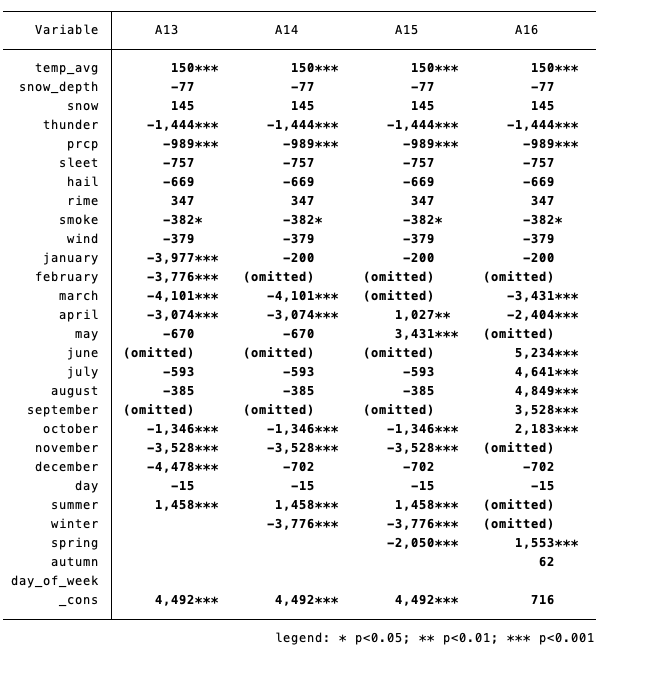 Variable A13 A14 A15 A16
temp_avg 150*** 150*** 150*** 150***
snow_depth -77 -77 -77 -77
snow 145 145 145 145
thunder -1,444*** -1,444*** -1,444*** -1,444***
prcp -989*** -989*** -989*** -989***
sleet -757 -757 -757 -757
hail -669 -669 -669 -669
rime 347 347 347 347
smoke -382* -382* -382* -382*
wind -379 -379 -379 -379
january -3,977*** -200 -200 -200
february -3,776*** (omitted) (omitted) (omitted)
march -4,101*** -4,101*** (omitted) -3,431***
april -3,074*** -3,074*** 1,027** -2,404***
may -670 -670 3,431*** (omitted)
june (omitted) (omitted) (omitted) 5,234***
july -593 -593 -593 4,641***
august -385 -385 -385 4,849***
september (omitted) (omitted) (omitted) 3,528***
october -1,346*** -1,346*** -1,346*** 2,183***
november -3,528*** -3,528*** -3,528*** (omitted)
december -4,478*** -702 -702 -702
day -15 -15 -15 -15
summer 1,458*** 1,458*** 1,458*** (omitted)
winter -3,776*** -3,776*** (omitted)
spring -2,050*** 1,553***
autumn 62
day_of_week
_cons 4,492*** 4,492*** 4,492*** 716
legend: * p<0.05; ** p<0.01; *** p<0.001